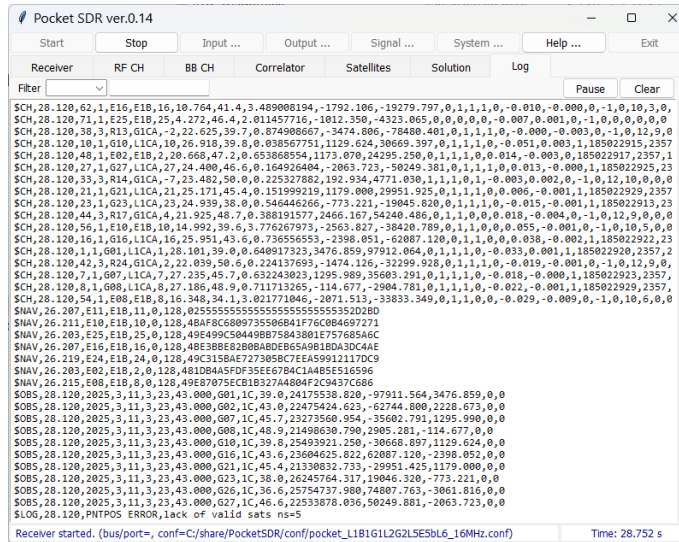 Pocket SDR ver.0.14
Start Stop Input ... Output ... Signal ... System ... Help ... Exit
Receiver RF CH BB CH Correlator Satellites Solution Log
Filter Pause Clear
$CH,28.120,62,1,E16,E1B,16,10.764,41.4,3.489008194,-1792.106,-19279.797,0,1,1,1,0,-0.010,-0.000,0,-1,0,10,3,0,
$CH,28.120,71,1,E25,E1B,25,4.272,46.4,2.011457716,-1012.350,-4323.065,0,0,0,0,0,-0.007,0.001,0,-1,0,0,0,0,0
$CH,28.120,38,3,R13,G1CA,-2,22.625,39.7,0.874908667,-3474.806,-78480.401,0,1,1,1,0,-0.000,-0.003,0,-1,0,12,9,0
$CH,28.120,10,1,G10,L1CA,10,26.918,39.8,0.038567751,1129.624,30669.397,0,1,1,1,0,-0.051,0.003,1,185022915,2357
$CH,28.120,48,1,E02,E1B,2,20.668,47.2,0.653868554,1173.070,24295.250,0,1,1,1,0,0.014,-0.003,0,185022917,2357,1
$CH,28.120,27,1,G27,L1CA,27,24.400,46.6,0.164926404,-2063.723,-50249.381,0,1,1,1,0,0.013,-0.000,1,185022925,23
$CH,28.120,33,3,R14,G1CA,-7,23.482,50.0,0.225327882,192.934,4771.030,0,1,1,1,0,0.1,-0.003,0.002,0,-1,0,12,10,0,0
$CH,28.120,21,1,G21,L1CA,21,25.171,45.4,0.151999219,1179.000,29951.925,0,1,1,1,0,0.006,-0.001,1,185022929,2357
$CH,28.120,23,1,G23,L1CA,23,24.939,38.0,0.546446266,-773.221,-19045.820,0,1,1,1,0,-0.015,-0.001,1,185022913,23
$CH,28.120,44,3,R17,G1CA,4,21.925,48.7,0.388191577,2466.167,54240.486,0,1,1,0,0,0.018,-0.004,0,-1,0,12,9,0,0,0
$CH,28.120,56,1,E10,E1B,10,14.992,39.6,3.776267973,-2563.827,-38420.789,0,1,1,0,0,0.055,-0.001,0,-1,0,10,5,0,0
$CH,28.120,16,1,G16,L1CA,16,25.951,43.6,0.736556553,-2398.051,-62087.120,0,1,1,0,0,0.038,-0.002,1,185022922,23
$CH,28.120,1,1,G01,L1CA,1,28.101,39.0,0.640917323,3476.859,97912.064,0,1,1,1,0,-0.033,0.001,1,185022920,2357,2
$CH,28.120,42,3,R24,G1CA,2,22.039,50.6,0.224137693,-1474.126,-32299.928,0,1,1,1,0,-0.019,-0.001,0,-1,0,12,9,0,
$CH,28.120,7,1,G07,L1CA,7,27.235,45.7,0.632243023,1295.989,35603.291,0,1,1,1,0,-0.018,-0.000,1,185022923,2357,
$CH,28.120,8,1,G08,L1CA,8,27.186,48.9,0.711713265,-114.677,-2904.781,0,1,1,1,0,-0.022,-0.001,1,185022929,2357,
$CH,28.120,54,1,E08,E1B,8,16.348,34.1,3.021771046,-2071.513,-33833.349,0,1,1,0,0,-0.029,-0.009,0,-1,0,10,6,0,0
$NAV,26.207,E11,E1B,11,0,128,0255555555555555555555555352D2BD
$NAV,26.211,E10,E1B,10,0,128,4BAF8C6809735506B41F76C0B4697271
$NAV,26.203,E25,E1B,25,0,128,49E499C50449BB75843801E757685A6C
$NAV,26.207,E16,E1B,16,0,128,4BE3BBE82B0BABDEB65A9B1BDA3DC4AE
$NAV,26.219,E24,E1B,24,0,128,49C315BAE727305BC7EEA59912117DC9
$NAV,26.203,E02,E1B,2,0,128,481DB4A5FDF35EE67B4C1A4B5E516596
$NAV,26.215,E08,E1B,8,0,128,49E87075ECB1B327A4804F2C9437C686
$OBS,28.120,2025,3,11,3,23,43.000,G01,1C,39.0,24175538.820,-97911.564,3476.859,0,0
$OBS,28.120,2025,3,11,3,23,43.000,G02,1C,43.0,22475424.623,-62744.800,2228.673,0,0
$OBS,28.120,2025,3,11,3,23,43.000,G07,1C,45.7,23273560.954,-35602.791,1295.990,0,0
$OBS,28.120,2025,3,11,3,23,43.000,G08,1C,48.9,21498630.790,2905.281,-114.677,0,0
$OBS,28.120,2025,3,11,3,23,43.000,G10,1C,39.8,25493921.250,-30668.897,1129.624,0,0
$OBS,28.120,2025,3,11,3,23,43.000,G16,1C,43.6,23604625.822,62087.120,-2398.052,0,0
$OBS,28.120,2025,3,11,3,23,43.000,G21,1C,45.4,21330832.733,-29951.425,1179.000,0,0
$OBS,28.120,2025,3,11,3,23,43.000,G23,1C,38.0,26245764.317,19046.320,-773.221,0,0
$OBS,28.120,2025,3,11,3,23,43.000,G26,1C,36.6,25754737.980,74807.763,-3061.816,0,0
$OBS,28.120,2025,3,11,3,23,43.000,G27,1C,46.6,22533878.036,50249.881,-2063.723,0,0
$LOG,28.120,PNTPOS ERROR,lack of valid sats ns=5
Receiver started. (bus/port=, conf=C:/share/PocketSDR/conf/pocket_L1B1G1L2G2L5E5bL6_16MHz.conf) Time: 28.752 s